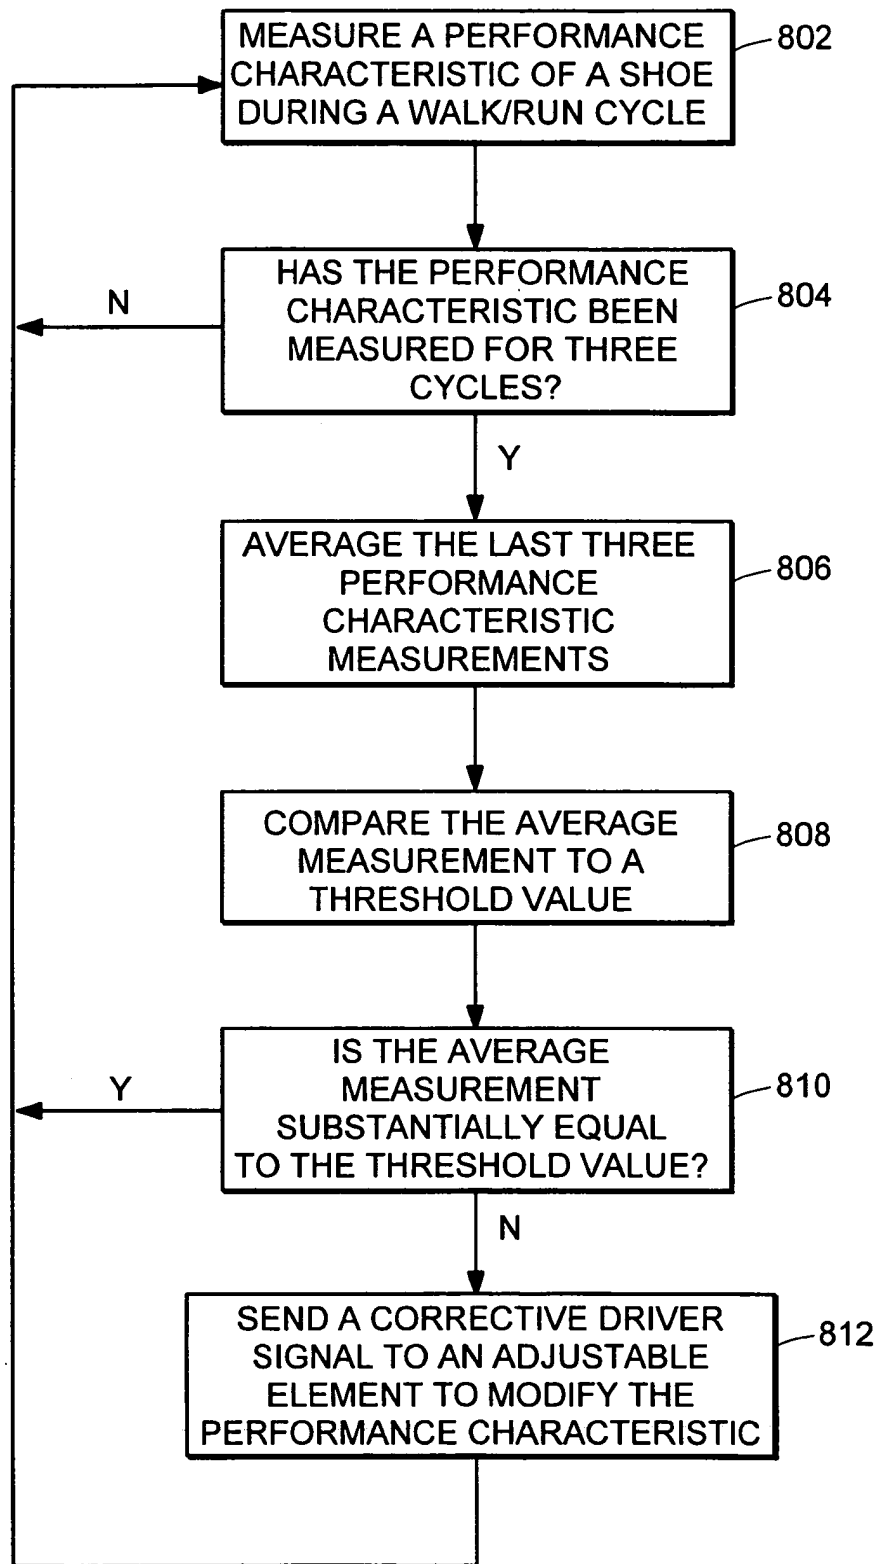 MEASURE A PERFORMANCE
CHARACTERISTIC OF A SHOE
DURING A WALK/RUN CYCLE
802
HAS THE PERFORMANCE
CHARACTERISTIC BEEN
MEASURED FOR THREE
CYCLES?
804
N
Y
AVERAGE THE LAST THREE
PERFORMANCE
CHARACTERISTIC
MEASUREMENTS
806
COMPARE THE AVERAGE
MEASUREMENT TO A
THRESHOLD VALUE
808
IS THE AVERAGE
MEASUREMENT
SUBSTANTIALLY EQUAL
TO THE THRESHOLD VALUE?
810
Y
N
SEND A CORRECTIVE DRIVER
SIGNAL TO AN ADJUSTABLE
ELEMENT TO MODIFY THE
PERFORMANCE CHARACTERISTIC
812